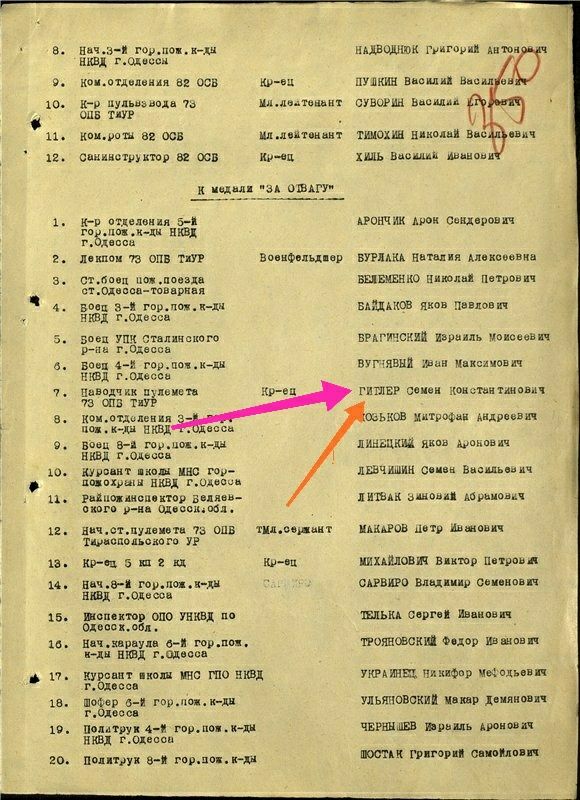 8. Нач.3-й гор.пож.к-ды НАДВОДНЮК Григорий Антонович
НКВД г.Одессы
9. Ком.отделения 82 ОСБ Кр-ец ПУШКИН Василий Васильевич
10. К-р пульвзвода 73 Мл.лейтенант СУВОРИН Василий Егорович
ОПБ ТиУР
11. Ком.роты 82 ОСБ Мл.лейтенант ТИМОХИН Николай Васильевич
12. Санинструктор 82 ОСБ Кр-ец ХИЛЬ Василий Иванович
350
К медали "ЗА ОТВАГУ"
1. К-р отделения 5-й АРОНЧИК Арон Сендерович
гор.пож.к-ды НКВД
г.Одесса
2. Лекпом 73 ОПБ ТиУР Военфельдшер БУРЛАКА Наталия Алексеевна
3. Ст.боец пож.поезда БЕЛЕМЕНКО Николай Петрович
ст.Одесса-товарная
4. Боец 3-й гор.пож.к-ды БАЙДАКОВ Яков Павлович
НКВД г.Одесса
5. Боец УПК Сталинского БРАГИНСКИЙ Израиль Моисеевич
р-на г.Одесса
6. Боец 4-й гор.пож.к-ды ВУГНЯВЫЙ Иван Максимович
НКВД г.Одесса
7. Наводчик пулемета Кр-ец ГИТЛЕР Семен Константинович
73 ОПБ ТиУР
8. Ком.отделения 3-й гор. КОЗЬКОВ Митрофан Андреевич
пож.к-ды НКВД г.Одесса
9. Боец 8-й гор.пож.к-ды ЛИНЕЦКИЙ Яков Аронович
НКВД г.Одесса
10. Курсант школы МНС гор- ЛЕВЧИШИН Семен Васильевич
пожохраны НКВД г.Одесса
11. Райпожинспектор Беляев- ЛИТВАК Зиновий Абрамович
ского р-на Одесск.обл.
12. Нач.ст.пулемета 73 ОПБ тМл.сержант МАКАРОВ Петр Иванович
Тираспольского УР
13. Кр-ец 5 кп 2 кд Кр-ец МИХАЙЛОВИЧ Виктор Петрович
14. Нач.8-й гор.пож.к-ды САРВИРО Владимир Семенович
НКВД г.Одесса
15. Инспектор ОПО УНКВД по ТЕЛЬКА Сергей Иванович
Одесск.обл.
16. Нач.караула 6-й гор.пож. ТРОЯНОВСКИЙ Федор Иванович
к-ды НКВД г.Одесса
17. Курсант школы МНС ГПО НКВД УКРАИНЕЦ Никифор Мефодьевич
г.Одесса
18. Шофер 6-й гор.пож.к-ды УЛЬЯНОВСКИЙ Макар Демянович
г.Одесса
19. Политрук 4-й гор.пож.к-ды ЧЕРНЫШЕВ Израиль Аронович
НКВД г.Одесса
20. Политрук 8-й гор.пож.к-ды ШОСТАК Григорий Самойлович